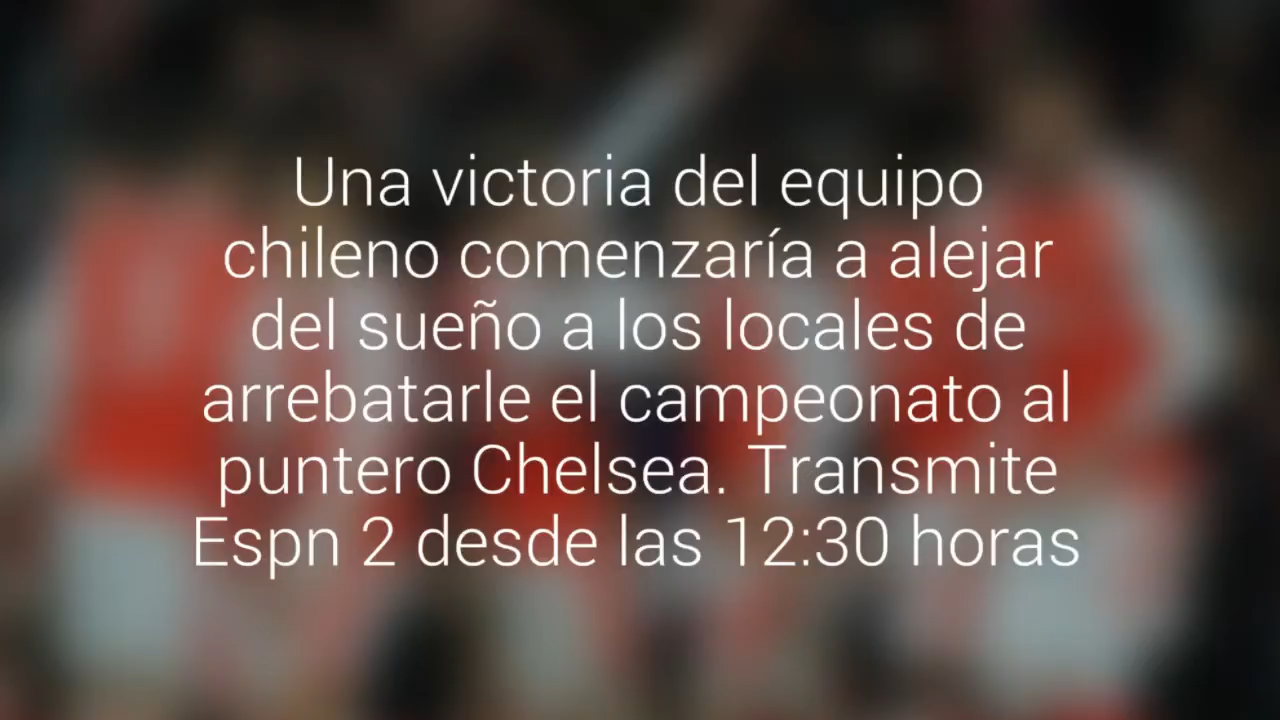 Una victoria del equipo
chileno comenzaría a alejar
del sueño a los locales de
arrebatarle el campeonato al
puntero Chelsea. Transmite
Espn 2 desde las 12:30 horas